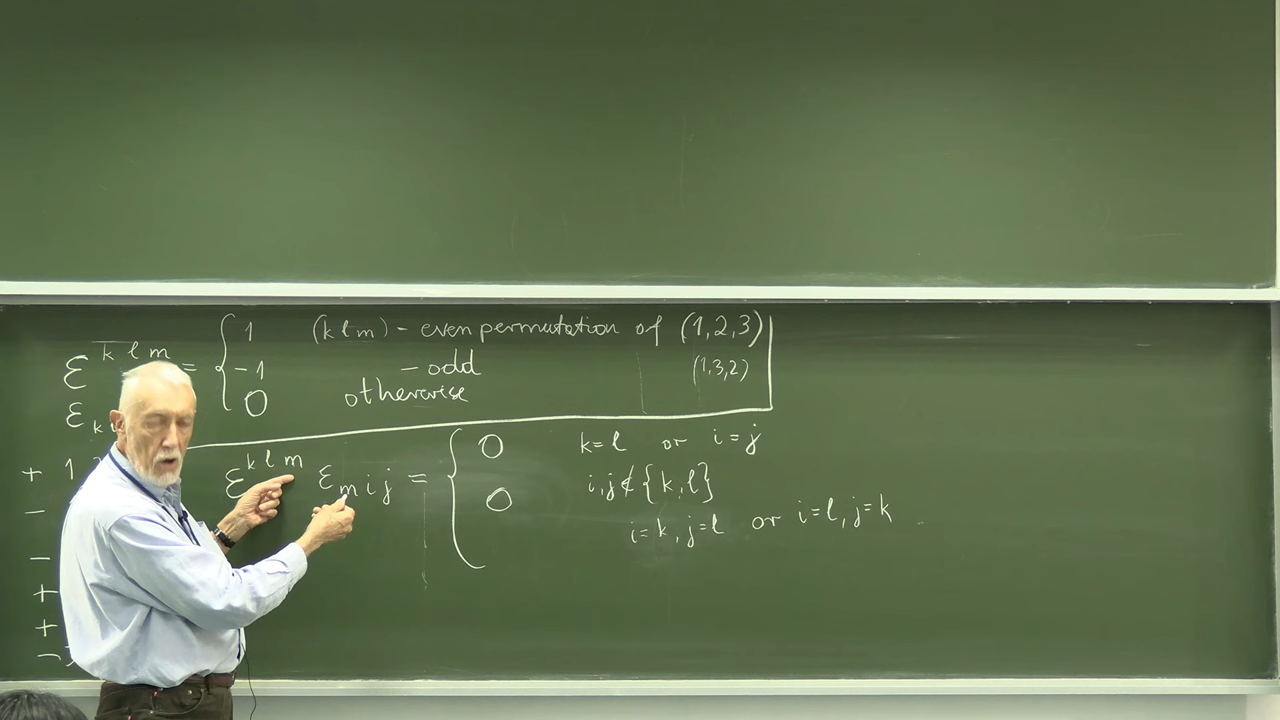 ε^{klm} = { 1 (klm) – even permutation of (1,2,3)
−1 – odd (1,3,2)
0 otherwise
ε_k
+ 1
−
−
+
+
−
ε^{klm} ε_{mij} = { 0 k=l or i=j
0 i,j∉{k,l}
i=k, j=l or i=l, j=k